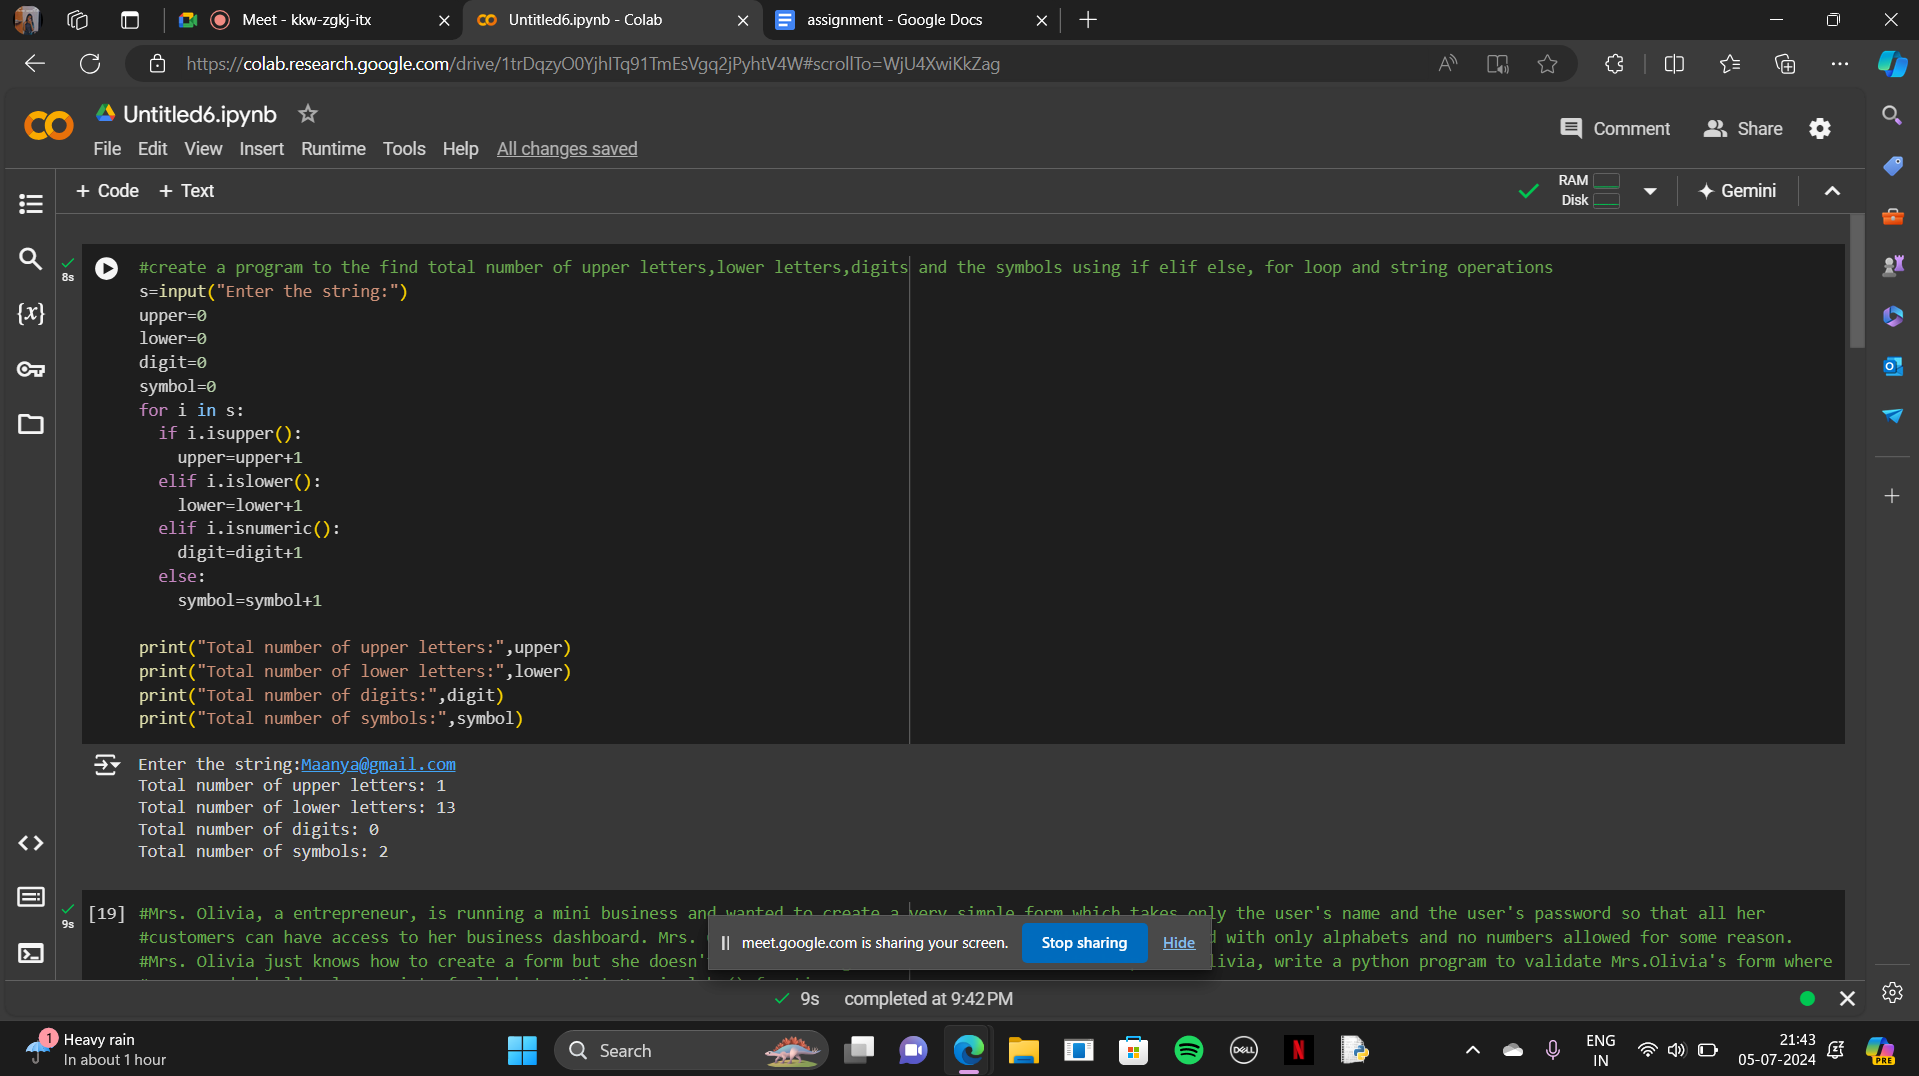 Meet - kkw-zgkj-itx
Untitled6.ipynb - Colab
assignment - Google Docs
https://colab.research.google.com/drive/1trDqzyO0YjhlTq91TmEsVgq2jPyhtV4W#scrollTo=WjU4XwiKkZag
Untitled6.ipynb
Comment
Share
File Edit View Insert Runtime Tools Help All changes saved
+ Code + Text
RAM
Disk
Gemini
8s
#create a program to the find total number of upper letters,lower letters,digits and the symbols using if elif else, for loop and string operations
s=input("Enter the string:")
upper=0
lower=0
digit=0
symbol=0
for i in s:
if i.isupper():
upper=upper+1
elif i.islower():
lower=lower+1
elif i.isnumeric():
digit=digit+1
else:
symbol=symbol+1
print("Total number of upper letters:",upper)
print("Total number of lower letters:",lower)
print("Total number of digits:",digit)
print("Total number of symbols:",symbol)
Enter the string:Maanya@gmail.com
Total number of upper letters: 1
Total number of lower letters: 13
Total number of digits: 0
Total number of symbols: 2
9s
[19] #Mrs. Olivia, a entrepreneur, is running a mini business and wanted to create a very simple form which takes only the user's name and the user's password so that all her
#customers can have access to her business dashboard. Mrs. d with only alphabets and no numbers allowed for some reason.
#Mrs. Olivia just knows how to create a form but she doesn' livia, write a python program to validate Mrs.Olivia's form where
meet.google.com is sharing your screen.
Stop sharing
Hide
9s completed at 9:42 PM
1
Heavy rain
In about 1 hour
Search
DELL
N
ENG
IN
21:43
05-07-2024
PRE